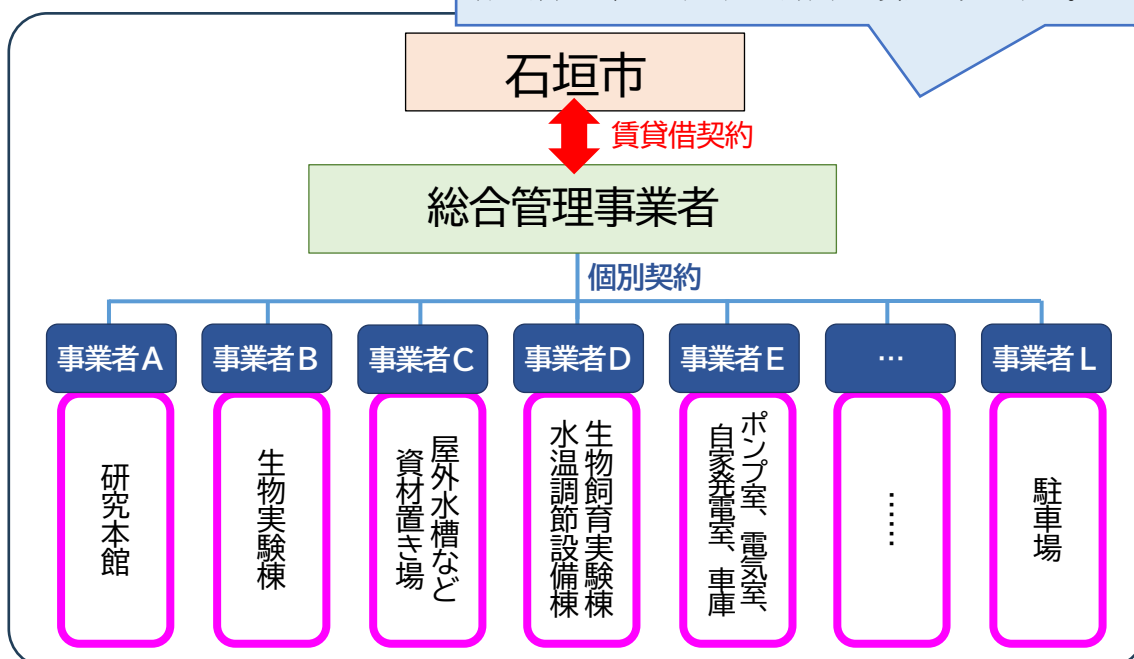 石垣市
賃貸借契約
総合管理事業者
個別契約
事業者A
事業者B
事業者C
事業者D
事業者E
…
事業者L
研究本館
生物実験棟
屋外水槽など
資材置き場
生物飼育実験棟
水温調節設備棟
ポンプ室、電気室、
自家発電室、車庫
……
駐車場